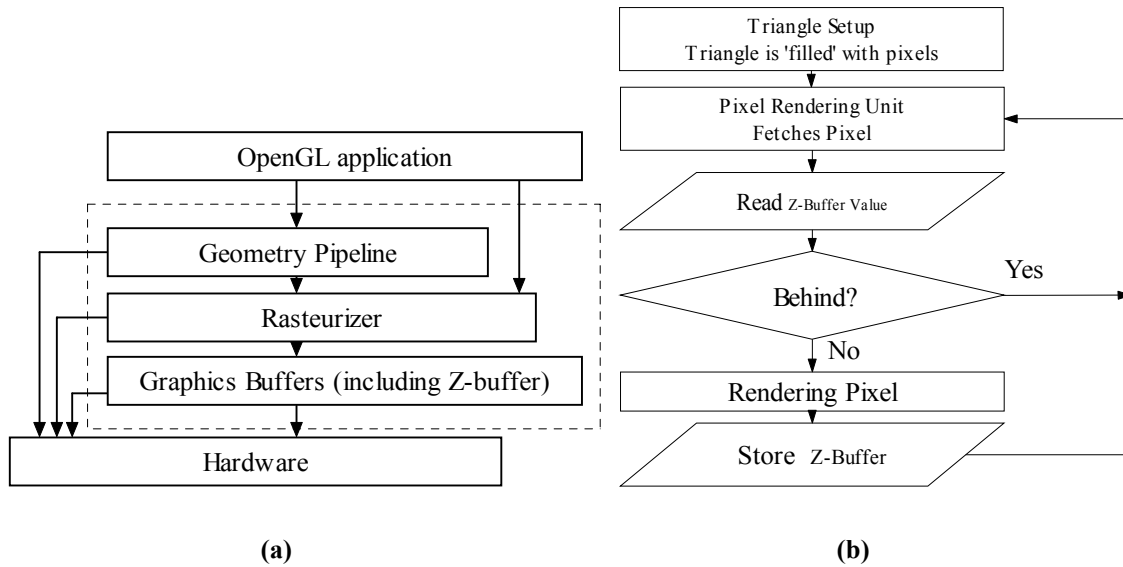 OpenGL application
Geometry Pipeline
Rasteurizer
Graphics Buffers (including Z-buffer)
Hardware
(a)
Triangle Setup
Triangle is 'filled' with pixels
Pixel Rendering Unit
Fetches Pixel
Read Z-Buffer Value
Behind?
Yes
No
Rendering Pixel
Store Z-Buffer
(b)